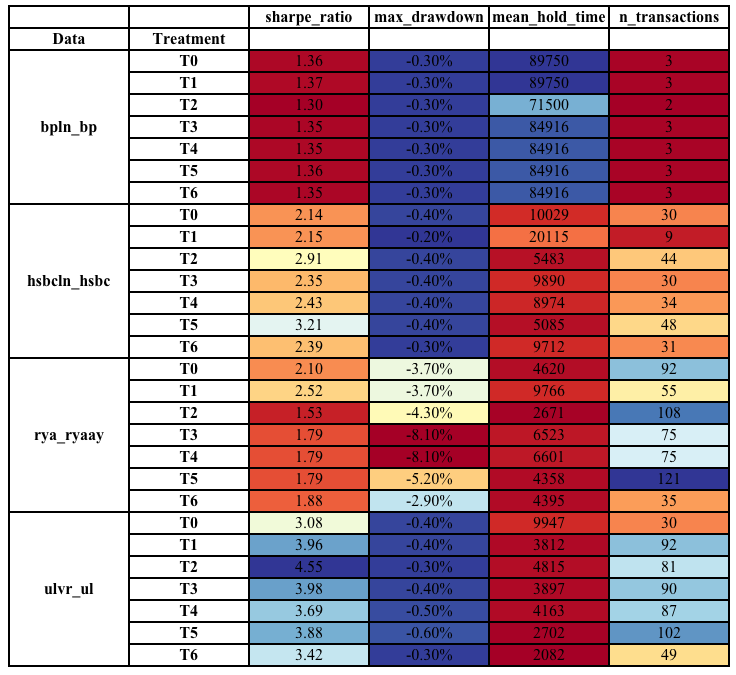 sharpe_ratio max_drawdown mean_hold_time n_transactions
Data Treatment
bpln_bp
T0 1.36 -0.30% 89750 3
T1 1.37 -0.30% 89750 3
T2 1.30 -0.30% 71500 2
T3 1.35 -0.30% 84916 3
T4 1.35 -0.30% 84916 3
T5 1.36 -0.30% 84916 3
T6 1.35 -0.30% 84916 3
hsbcln_hsbc
T0 2.14 -0.40% 10029 30
T1 2.15 -0.20% 20115 9
T2 2.91 -0.40% 5483 44
T3 2.35 -0.40% 9890 30
T4 2.43 -0.40% 8974 34
T5 3.21 -0.40% 5085 48
T6 2.39 -0.30% 9712 31
rya_ryaay
T0 2.10 -3.70% 4620 92
T1 2.52 -3.70% 9766 55
T2 1.53 -4.30% 2671 108
T3 1.79 -8.10% 6523 75
T4 1.79 -8.10% 6601 75
T5 1.79 -5.20% 4358 121
T6 1.88 -2.90% 4395 35
ulvr_ul
T0 3.08 -0.40% 9947 30
T1 3.96 -0.40% 3812 92
T2 4.55 -0.30% 4815 81
T3 3.98 -0.40% 3897 90
T4 3.69 -0.50% 4163 87
T5 3.88 -0.60% 2702 102
T6 3.42 -0.30% 2082 49